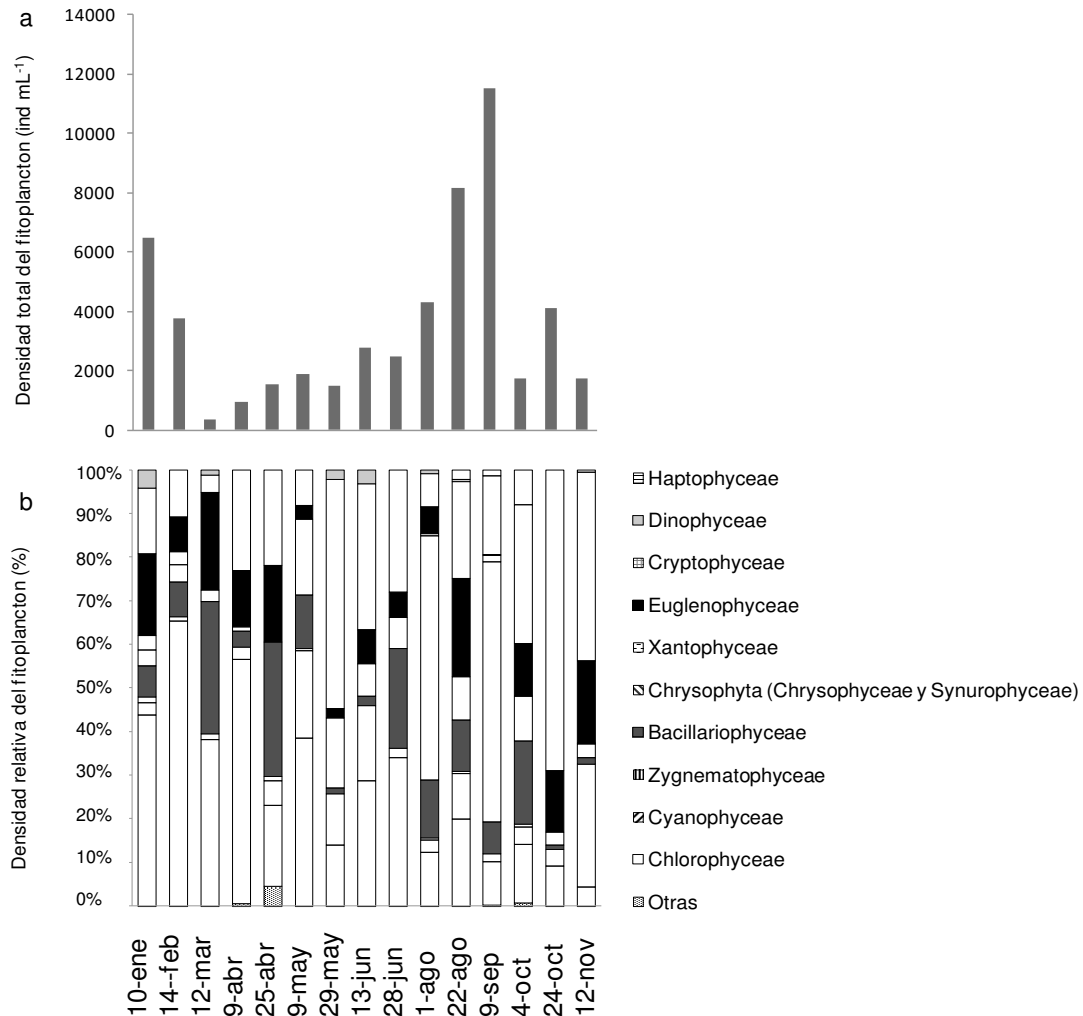 a
Densidad total del fitoplancton (ind mL-1)
14000
12000
10000
8000
6000
4000
2000
0
b
Densidad relativa del fitoplancton (%)
100%
90%
80%
70%
60%
50%
40%
30%
20%
10%
0%
10-ene
14--feb
12-mar
9-abr
25-abr
9-may
29-may
13-jun
28-jun
1-ago
22-ago
9-sep
4-oct
24-oct
12-nov
Haptophyceae
Dinophyceae
Cryptophyceae
Euglenophyceae
Xantophyceae
Chrysophyta (Chrysophyceae y Synurophyceae)
Bacillariophyceae
Zygnematophyceae
Cyanophyceae
Chlorophyceae
Otras